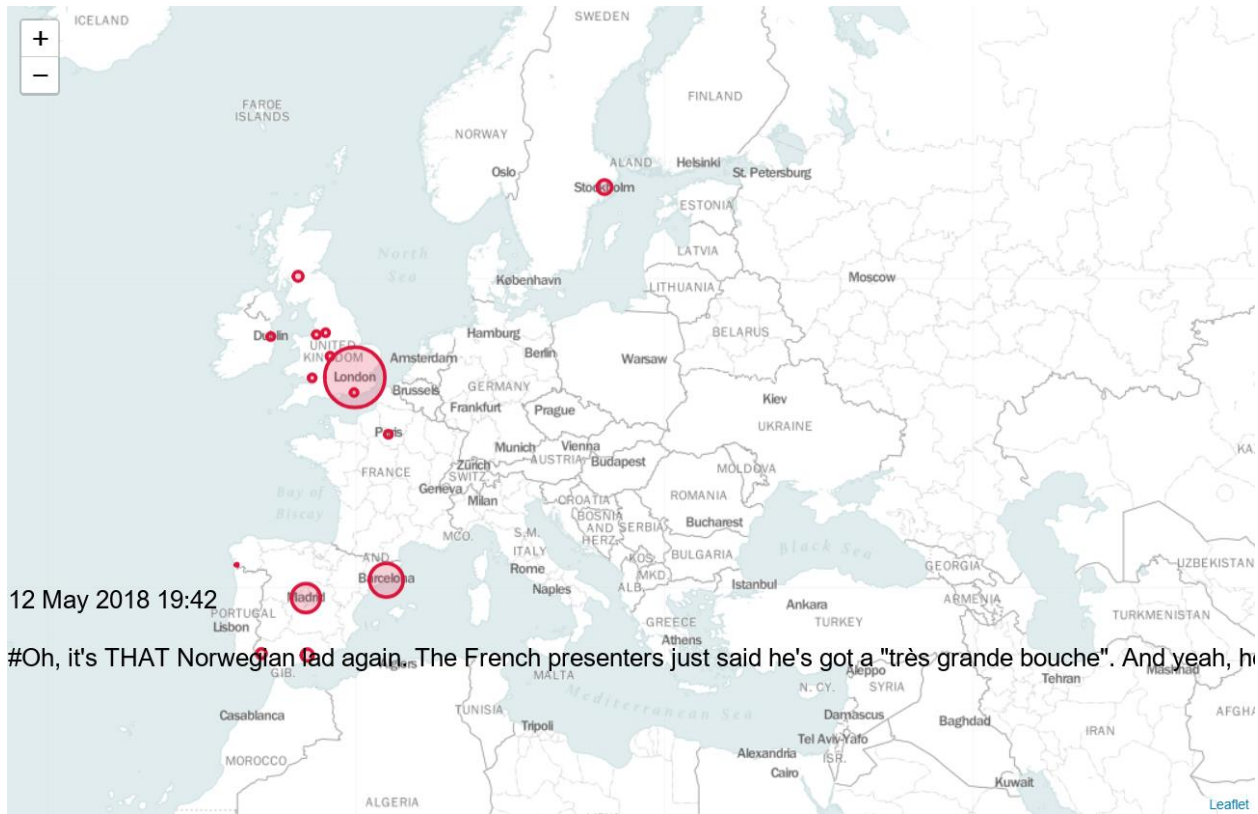 ICELAND
SWEDEN
+
−
FAROE
ISLANDS
FINLAND
NORWAY
Oslo
ALAND
Helsinki
St. Petersburg
Stockholm
ESTONIA
North
Sea
LATVIA
København
LITHUANIA
Moscow
Dublin
UNITED
KINGDOM
Hamburg
BELARUS
Amsterdam
Berlin
Warsaw
London
Brussels
GERMANY
Frankfurt
Prague
Kiev
UKRAINE
Paris
Munich
Vienna
AUSTRIA
Budapest
Zürich
SWITZ.
MOLDOVA
FRANCE
Geneva
Milan
Bay of
Biscay
CROATIA
ROMANIA
BOSNIA
AND
HERZ.
SERBIA
Bucharest
MCO.
S.M.
ITALY
Black Sea
AND.
KOS.
BULGARIA
Rome
GEORGIA
UZBEKISTAN
Barcelona
MKD
ALB.
Istanbul
Naples
Madrid
12 May 2018 19:42
PORTUGAL
Ankara
ARMENIA
Lisbon
GREECE
TURKEY
TURKMENISTAN
Athens
#Oh, it's THAT Norwegian lad again. The French presenters just said he's got a "très grande bouche". And yeah, he
GIB.
Algiers
MALTA
Aleppo
Tehran
Mashhad
N. CY.
SYRIA
Mediterranean Sea
Casablanca
TUNISIA
Tripoli
Damascus
Baghdad
AFGHA
IRAN
Tel Aviv-Yafo
MOROCCO
Alexandria
ISR.
Cairo
Kuwait
ALGERIA
Leaflet